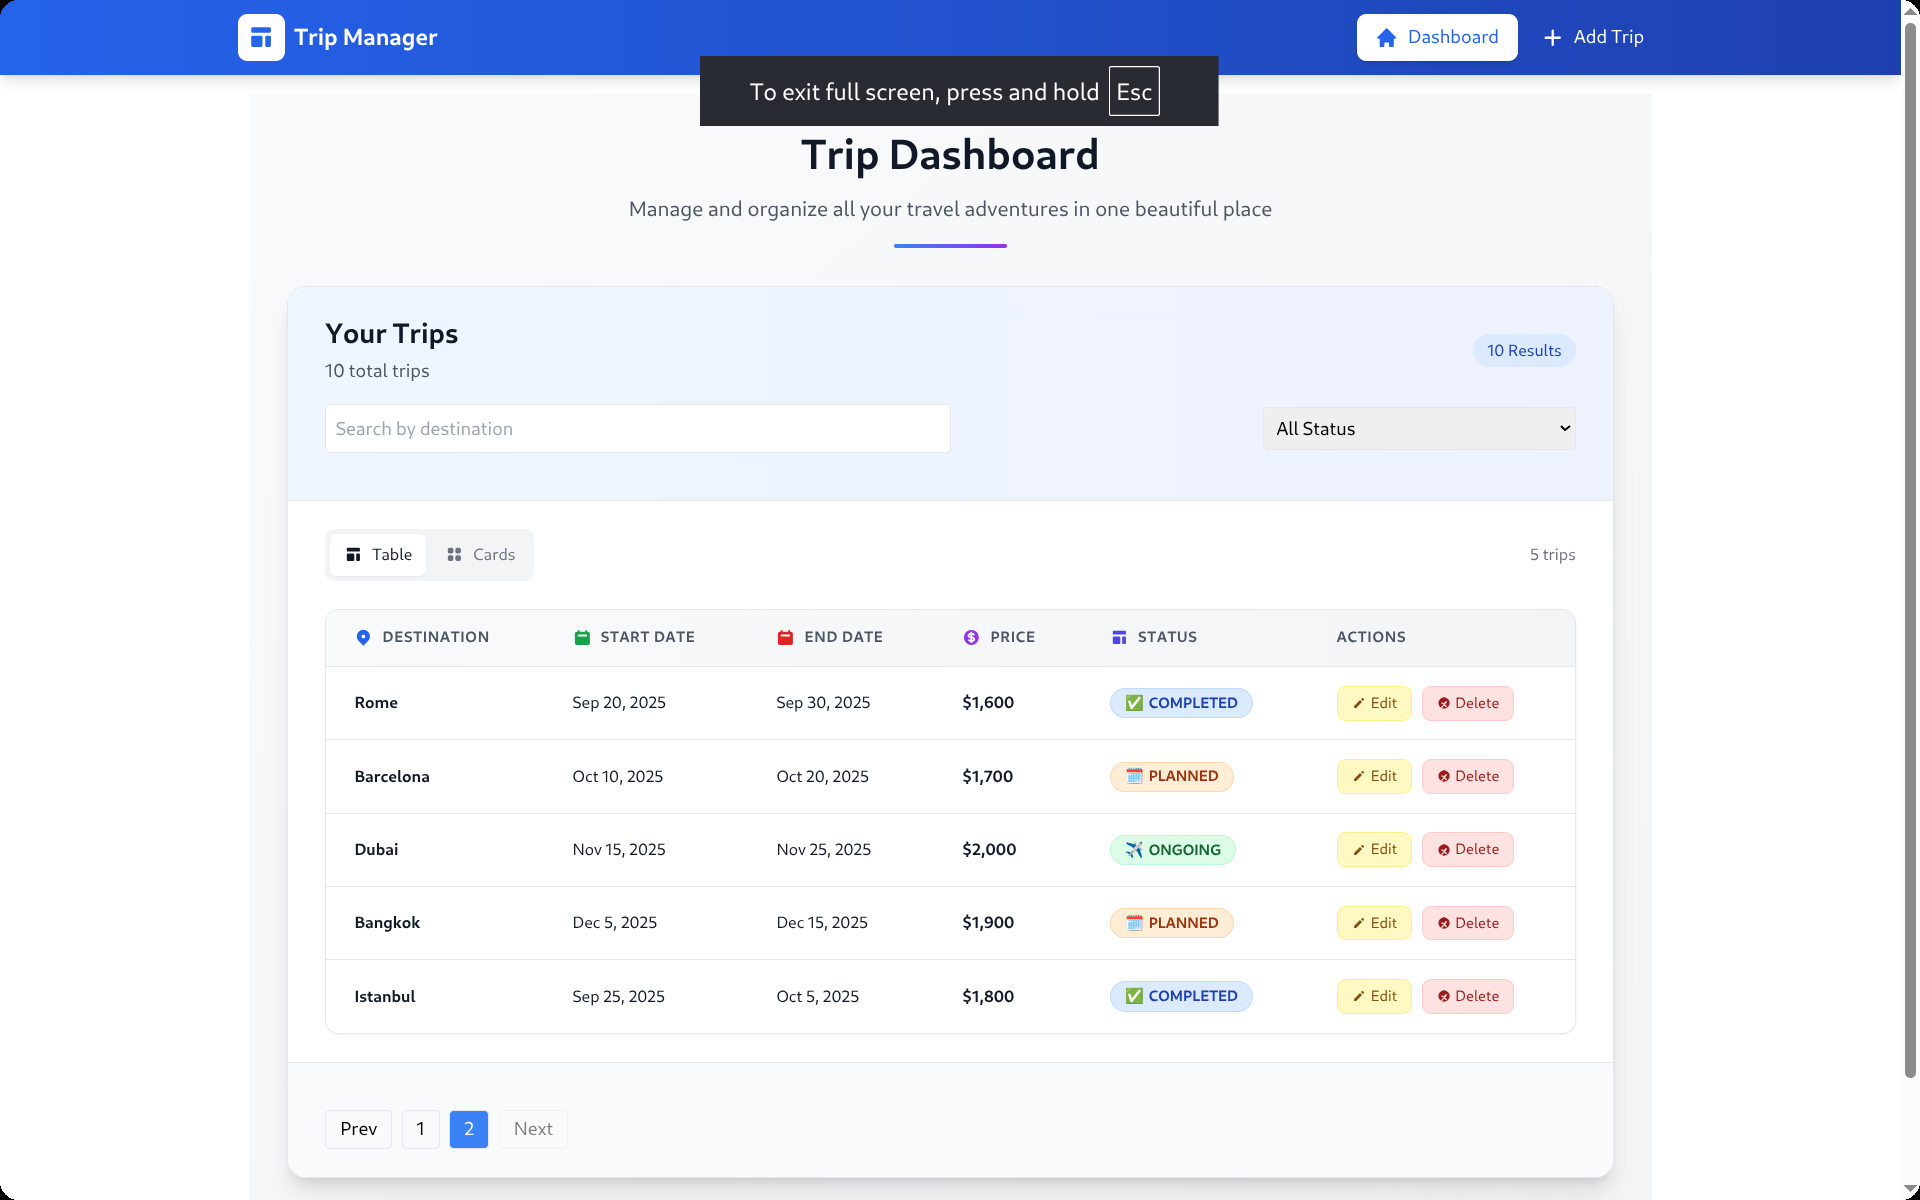 Trip Manager
Dashboard
Add Trip
To exit full screen, press and hold Esc
Trip Dashboard
Manage and organize all your travel adventures in one beautiful place
Your Trips
10 total trips
10 Results
Search by destination
All Status
Table
Cards
5 trips
DESTINATION START DATE END DATE PRICE STATUS ACTIONS
Rome Sep 20, 2025 Sep 30, 2025 $1,600 ✅ COMPLETED Edit Delete
Barcelona Oct 10, 2025 Oct 20, 2025 $1,700 🗓️ PLANNED Edit Delete
Dubai Nov 15, 2025 Nov 25, 2025 $2,000 ✈️ ONGOING Edit Delete
Bangkok Dec 5, 2025 Dec 15, 2025 $1,900 🗓️ PLANNED Edit Delete
Istanbul Sep 25, 2025 Oct 5, 2025 $1,800 ✅ COMPLETED Edit Delete
Prev 1 2 Next